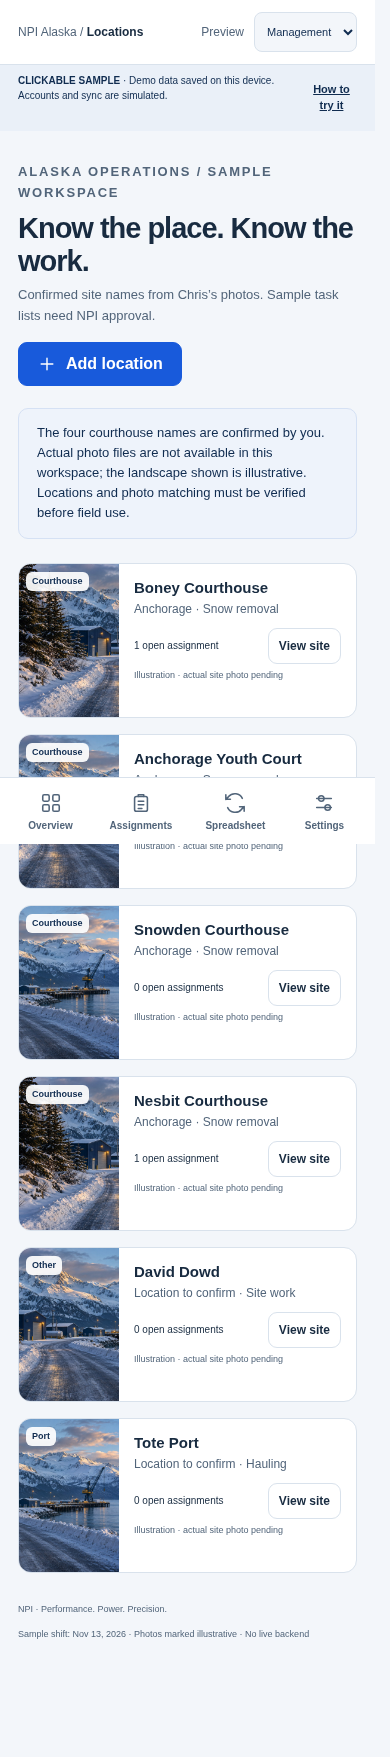 NPI Alaska / Locations
Preview
Management
CLICKABLE SAMPLE · Demo data saved on this device.
Accounts and sync are simulated.
How to
try it
ALASKA OPERATIONS / SAMPLE
WORKSPACE
Know the place. Know the
work.
Confirmed site names from Chris's photos. Sample task
lists need NPI approval.
Add location
The four courthouse names are confirmed by you.
Actual photo files are not available in this
workspace; the landscape shown is illustrative.
Locations and photo matching must be verified
before field use.
Courthouse
Boney Courthouse
Anchorage · Snow removal
1 open assignment
View site
Illustration · actual site photo pending
Courthouse
Anchorage Youth Court
Overview
Assignments
Spreadsheet
Settings
Illustration · actual site photo pending
Courthouse
Snowden Courthouse
Anchorage · Snow removal
0 open assignments
View site
Illustration · actual site photo pending
Courthouse
Nesbit Courthouse
Anchorage · Snow removal
1 open assignment
View site
Illustration · actual site photo pending
Other
David Dowd
Location to confirm · Site work
0 open assignments
View site
Illustration · actual site photo pending
Port
Tote Port
Location to confirm · Hauling
0 open assignments
View site
Illustration · actual site photo pending
NPI · Performance. Power. Precision.
Sample shift: Nov 13, 2026 · Photos marked illustrative · No live backend